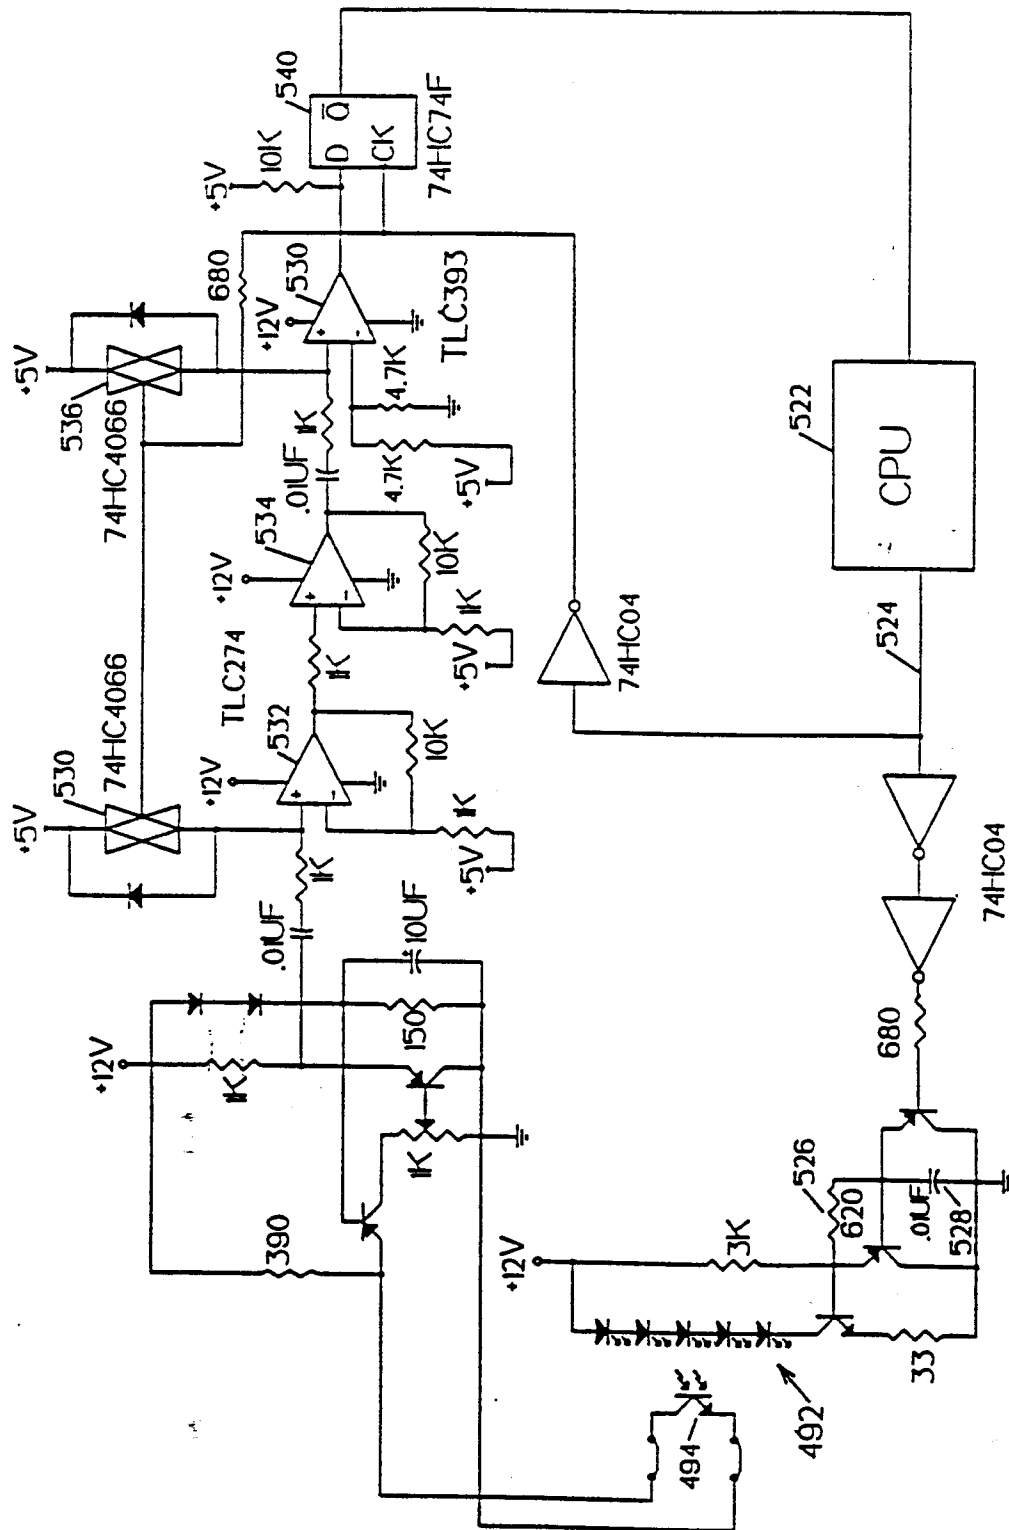 +5V
530
74HC4066
+5V
536
74HC4066
680
+5V
10K
540
D
Q
CK
74HC74F
+12V
390
1K
1K
150
10UF
.01UF
1K
+12V
TLC274
532
+
-
10K
1K
+5V
1K
+12V
534
+
-
10K
1K
+5V
.01UF
1K
+12V
530
+
-
TLC393
4.7K
4.7K
+5V
494
492
+12V
3K
33
526
620
.01UF
528
680
74HC04
74HC04
524
CPU
522